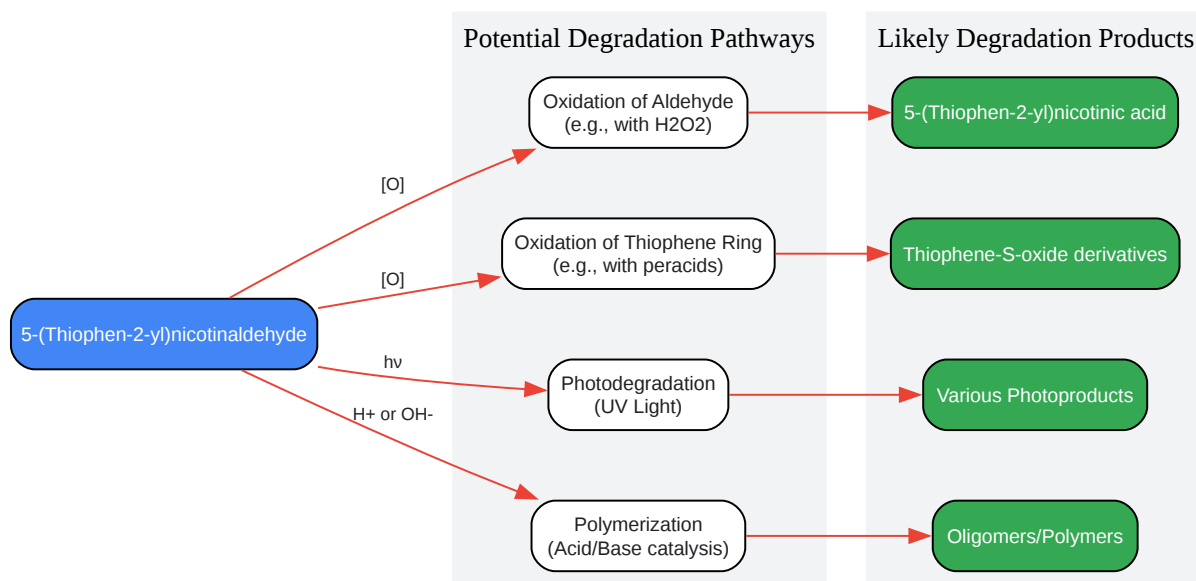 Potential Degradation Pathways
Likely Degradation Products
Oxidation of Aldehyde
(e.g., with H2O2)
5-(Thiophen-2-yl)nicotinic acid
[O]
Oxidation of Thiophene Ring
(e.g., with peracids)
Thiophene-S-oxide derivatives
[O]
5-(Thiophen-2-yl)nicotinaldehyde
hν
Photodegradation
(UV Light)
Various Photoproducts
H+ or OH-
Polymerization
(Acid/Base catalysis)
Oligomers/Polymers